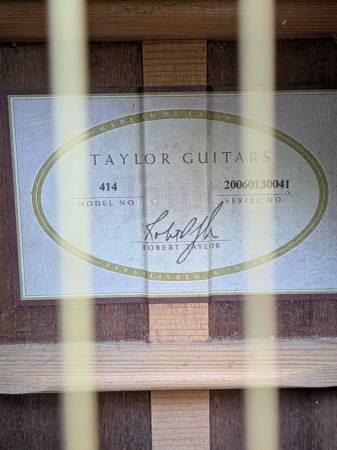 TAYLOR GUITARS
414
20060130041
MODEL NO
SERIAL NO
ROBERT TAYLOR